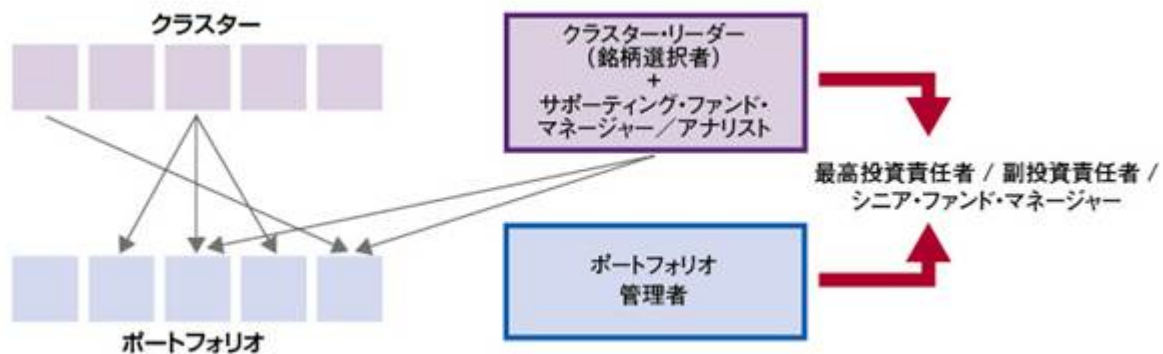 クラスター
クラスター・リーダー
(銘柄選択者)
+
サポーティング・ファンド・
マネージャー／アナリスト
最高投資責任者 / 副投資責任者 /
シニア・ファンド・マネージャー
ポートフォリオ
管理者
ポートフォリオ